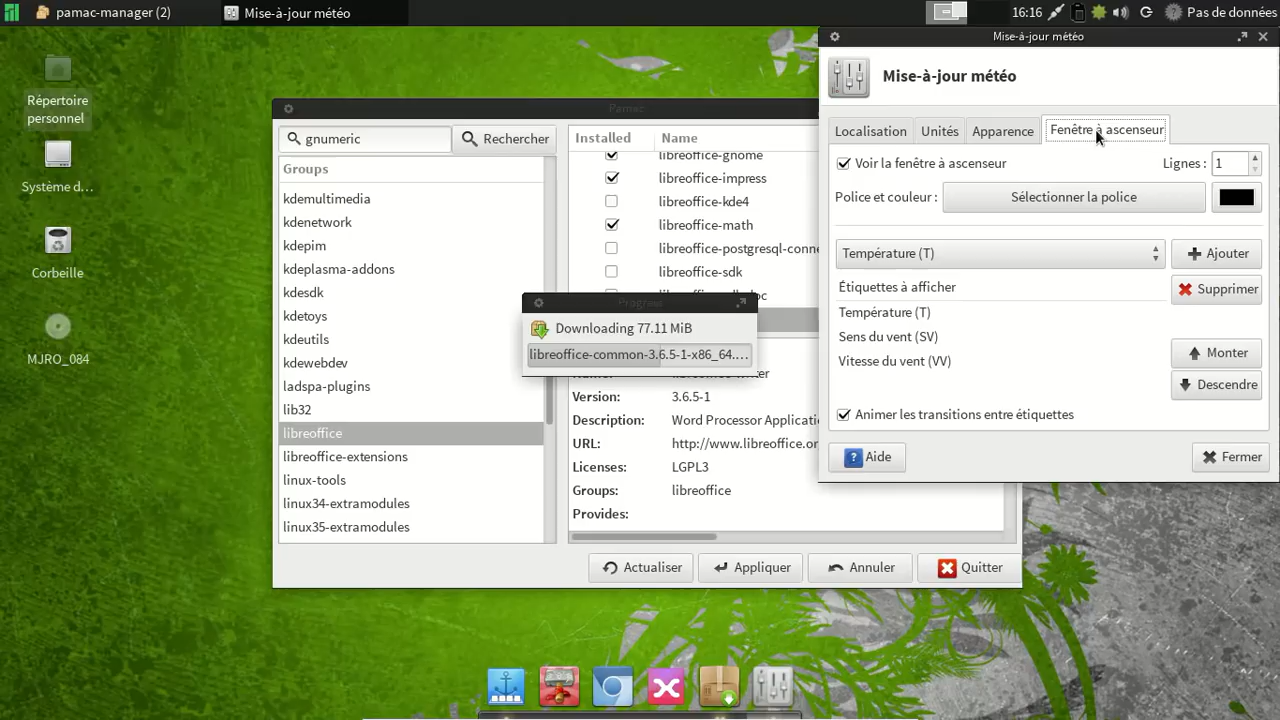 pamac-manager (2)
Mise-à-jour météo
16:16
Pas de données
Répertoire
personnel
Système d...
Corbeille
MJRO_084
Pamac
gnumeric
Rechercher
Groups
kdemultimedia
kdenetwork
kdepim
kdeplasma-addons
kdesdk
kdetoys
kdeutils
kdewebdev
ladspa-plugins
lib32
libreoffice
libreoffice-extensions
linux-tools
linux34-extramodules
linux35-extramodules
Installed
Name
libreoffice-gnome
libreoffice-impress
libreoffice-kde4
libreoffice-math
libreoffice-postgresql-conne
libreoffice-sdk
Version:
3.6.5-1
Description:
Word Processor Applicati
URL:
http://www.libreoffice.or
Licenses:
LGPL3
Groups:
libreoffice
Provides:
Actualiser
Appliquer
Annuler
Quitter
Progress
Downloading 77.11 MiB
libreoffice-common-3.6.5-1-x86_64....
Mise-à-jour météo
Mise-à-jour météo
Localisation
Unités
Apparence
Fenêtre à ascenseur
Voir la fenêtre à ascenseur
Lignes :
1
Police et couleur :
Sélectionner la police
Température (T)
Ajouter
Étiquettes à afficher
Supprimer
Température (T)
Sens du vent (SV)
Vitesse du vent (VV)
Monter
Descendre
Animer les transitions entre étiquettes
Aide
Fermer